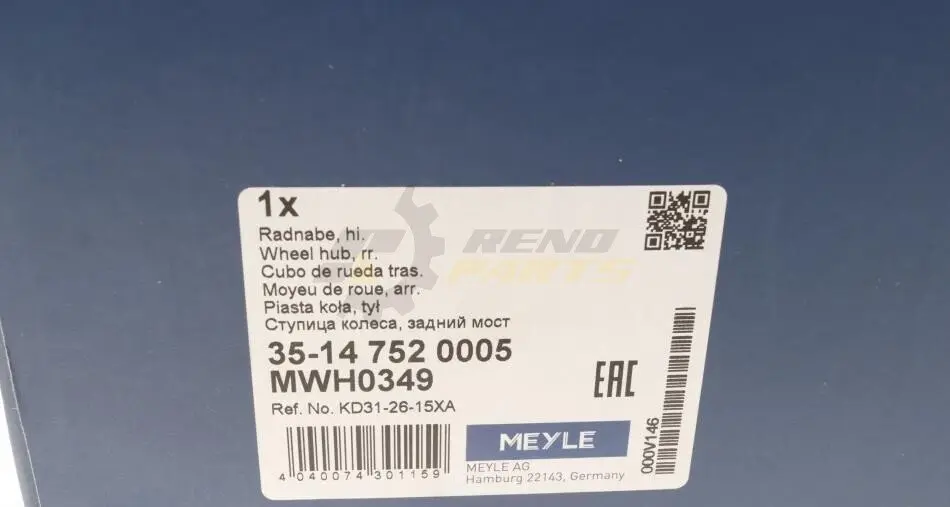 1x
Radnabe, hi.
Wheel hub, rr.
Cubo de rueda tras.
Moyeu de roue, arr.
Piasta koła, tył
Ступица колеса, задний мост
35-14 752 0005
MWH0349
Ref. No. KD31-26-15XA
4 040074 301159
RENO
PARTS
EAC
MEYLE
MEYLE AG
Hamburg 22143, Germany
000V146